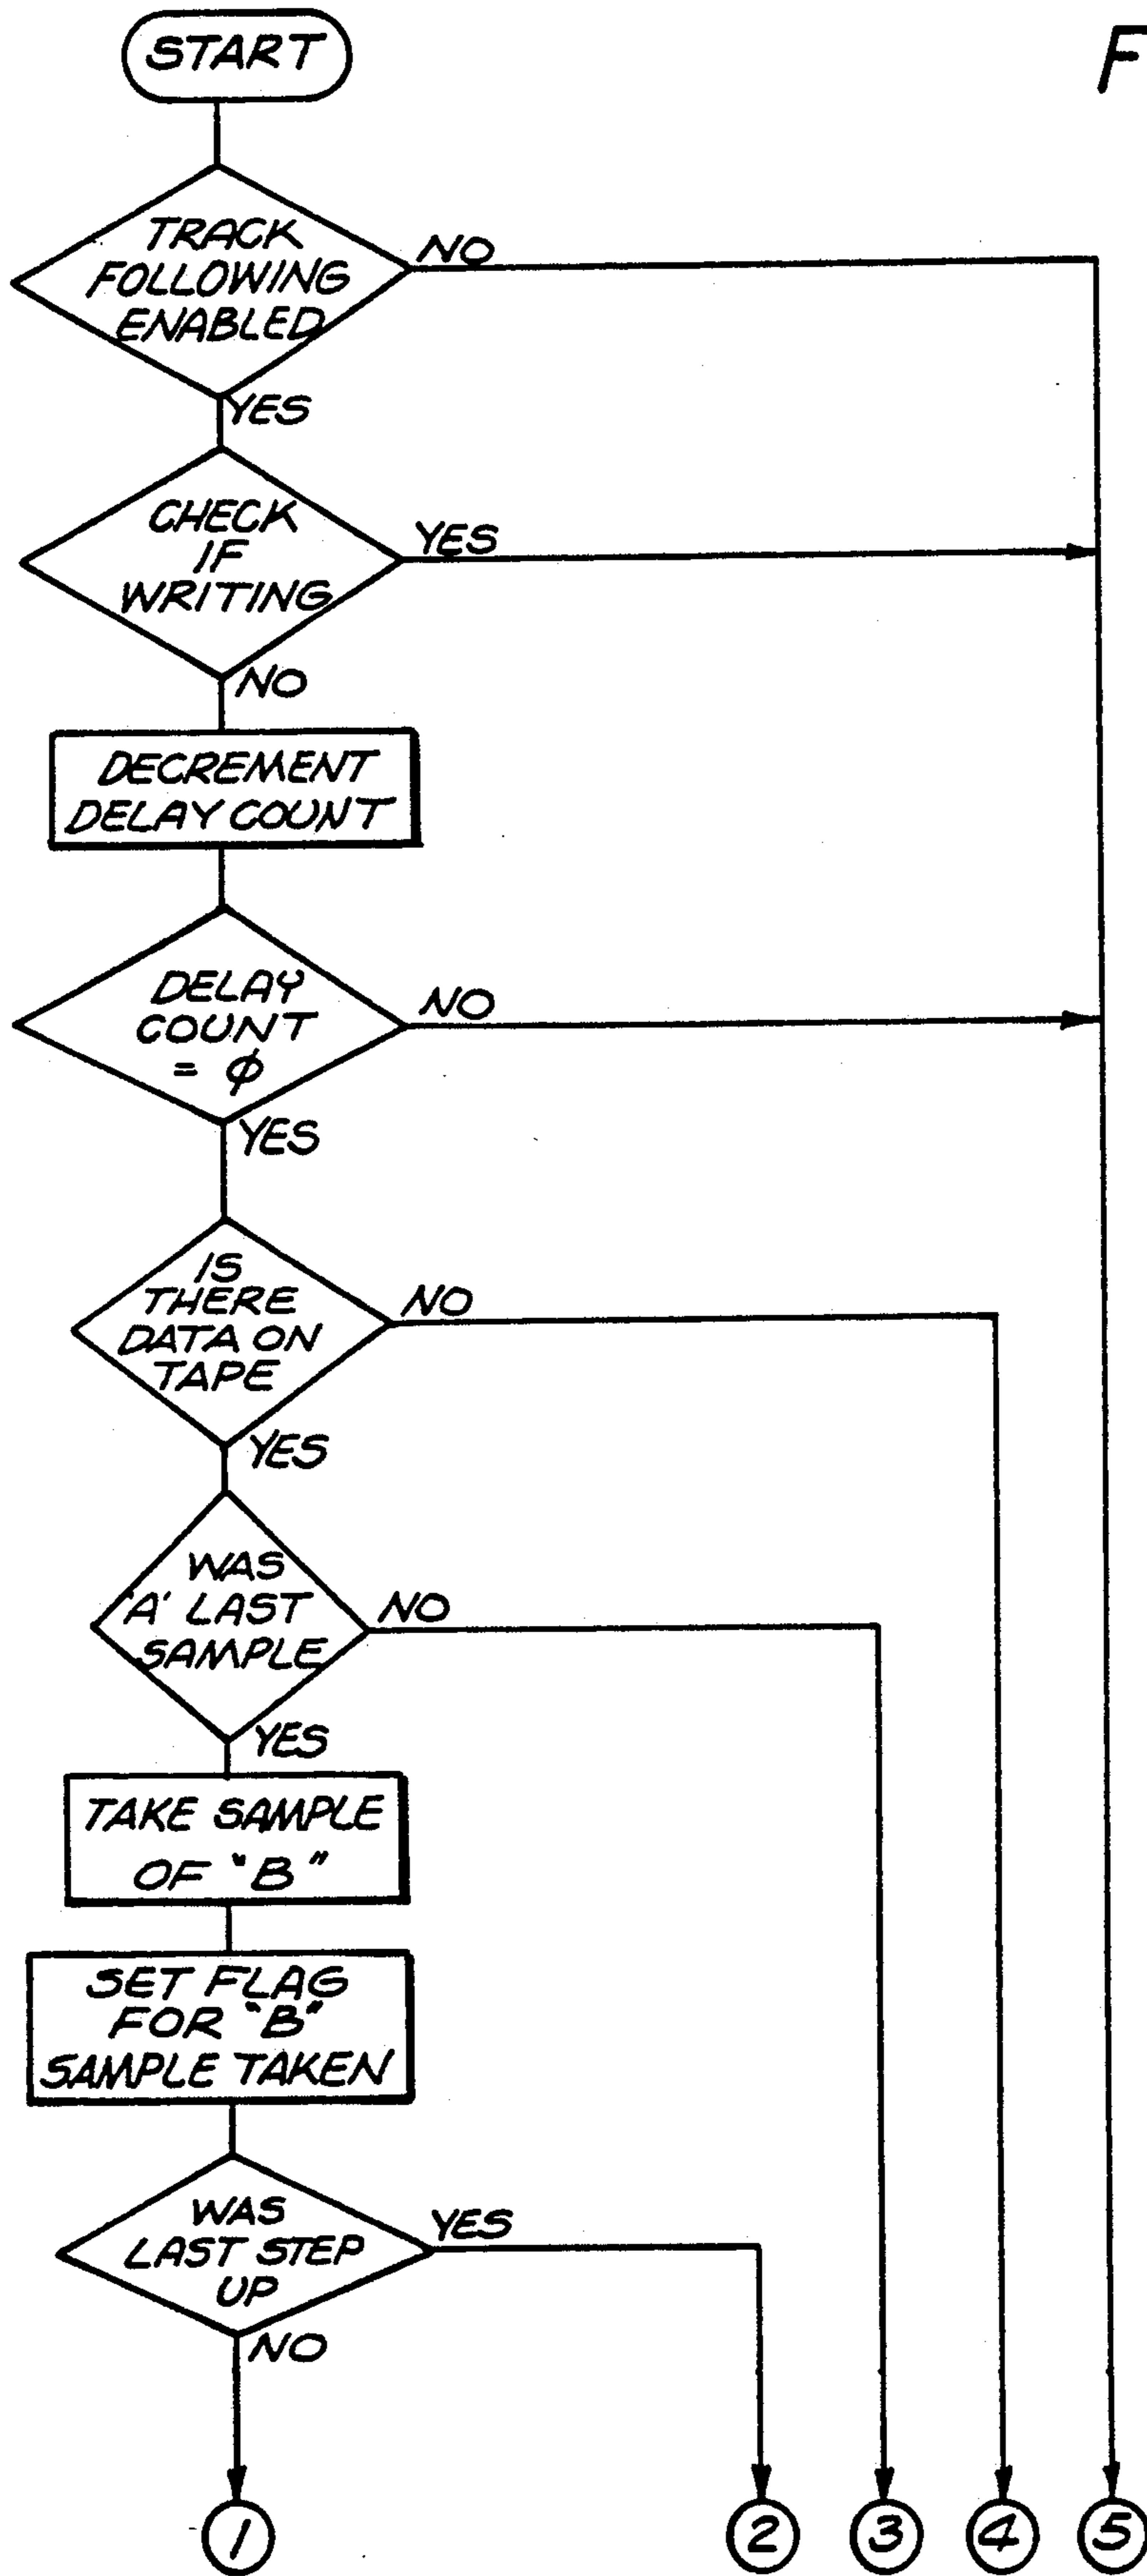 START
F
TRACK
FOLLOWING
ENABLED
NO
YES
CHECK
IF
WRITING
YES
NO
DECREMENT
DELAY COUNT
DELAY
COUNT
= φ
NO
YES
IS
THERE
DATA ON
TAPE
NO
YES
WAS
'A' LAST
SAMPLE
NO
YES
TAKE SAMPLE
OF "B"
SET FLAG
FOR "B"
SAMPLE TAKEN
WAS
LAST STEP
UP
YES
NO
1
2
3
4
5